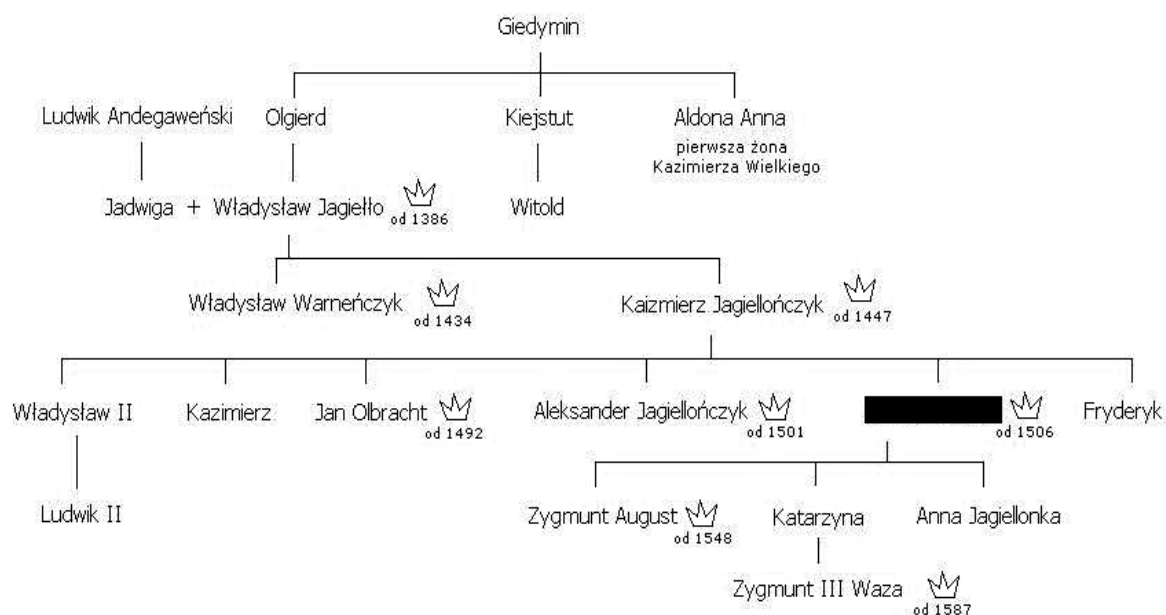 Giedymin
Ludwik Andegaweński Olgierd Kiejstut Aldona Anna
pierwsza żona
Kazimierza Wielkiego
Jadwiga + Władysław Jagiełło od 1386 Witold
Władysław Warneńczyk od 1434 Kaizmierz Jagiellończyk od 1447
Władysław II Kazimierz Jan Olbracht od 1492 Aleksander Jagiellończyk od 1501 od 1506 Fryderyk
Ludwik II Zygmunt August od 1548 Katarzyna Anna Jagiellonka
Zygmunt III Waza od 1587